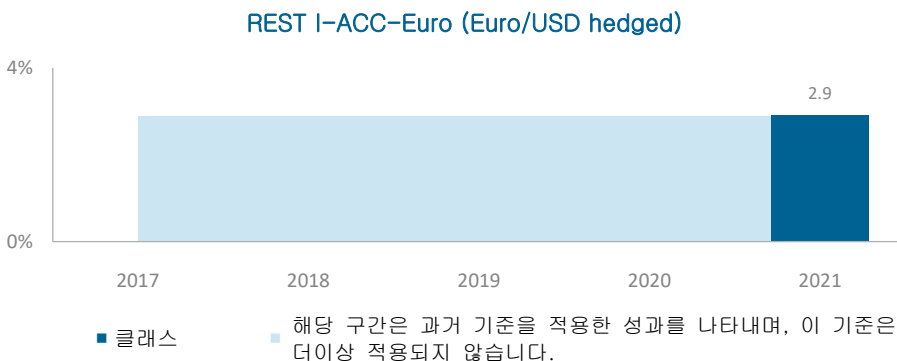 REST I-ACC-Euro (Euro/USD hedged)
4%
2.9
0%
2017 2018 2019 2020 2021
클래스
해당 구간은 과거 기준을 적용한 성과를 나타내며, 이 기준은
더이상 적용되지 않습니다.